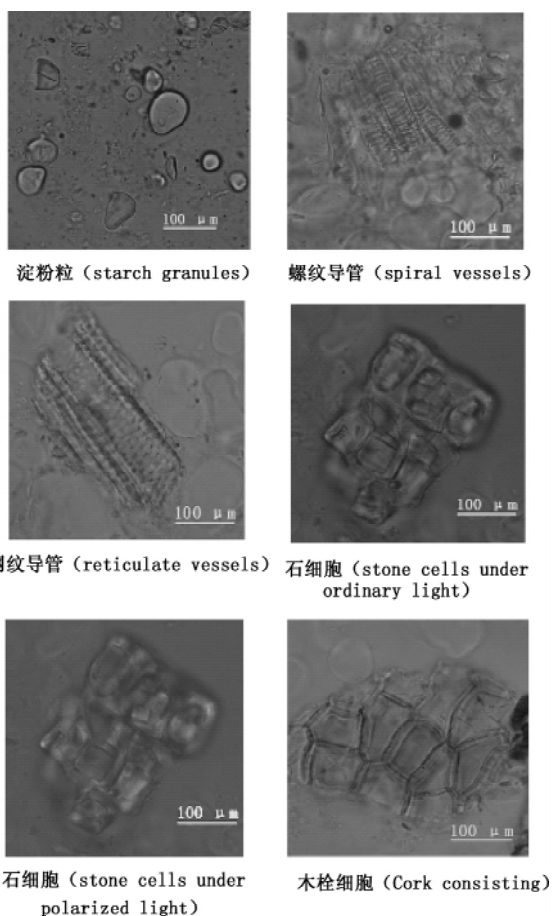 100 μm
100 μm
淀粉粒（starch granules）
螺纹导管（spiral vessels）
100 μm
100 μm
纹导管（reticulate vessels）
石细胞（stone cells under
ordinary light）
100 μm
100 μm
石细胞（stone cells under
polarized light）
木栓细胞（Cork consisting）